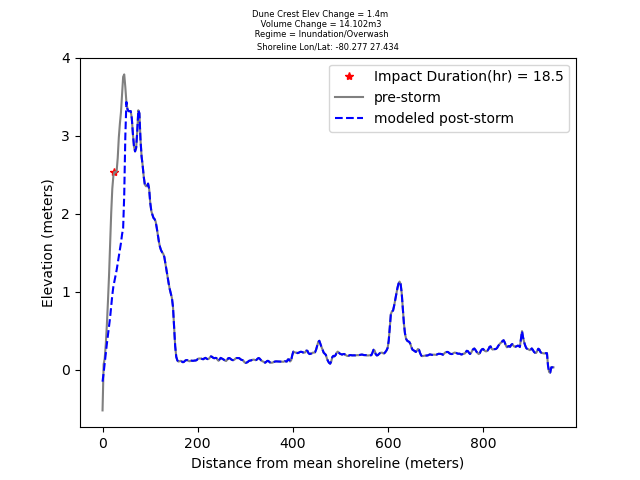 Dune Crest Elev Change = 1.4m
Volume Change = 14.102m3
Regime = Inundation/Overwash
Shoreline Lon/Lat: -80.277 27.434
Impact Duration(hr) = 18.5
pre-storm
modeled post-storm
Elevation (meters)
4
3
2
1
0
0 200 400 600 800
Distance from mean shoreline (meters)